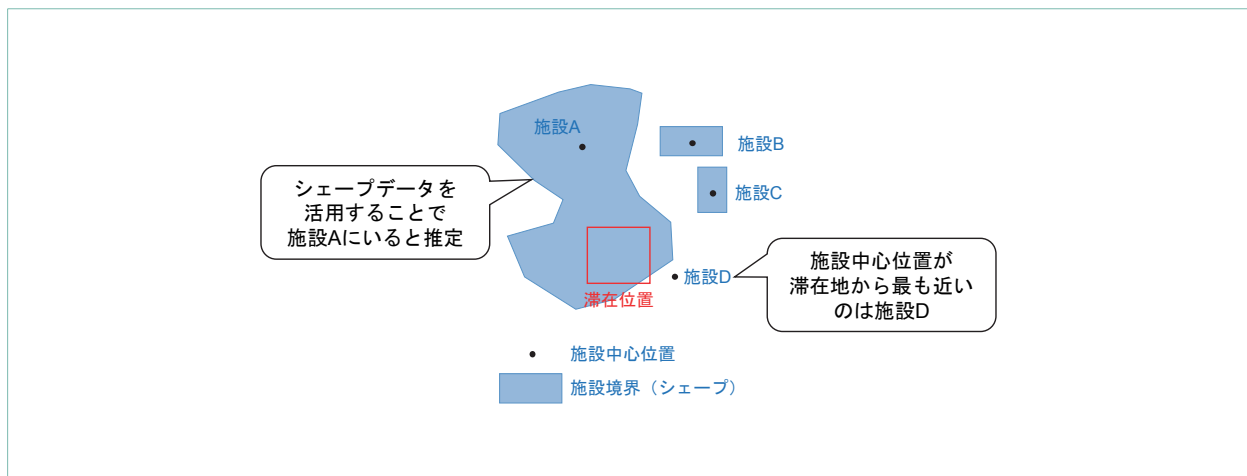 施設A
施設B
シェープデータを
活用することで
施設Aにいると推定
施設C
施設D
施設中心位置が
滞在地から最も近い
のは施設D
滞在位置
施設中心位置
施設境界（シェープ）